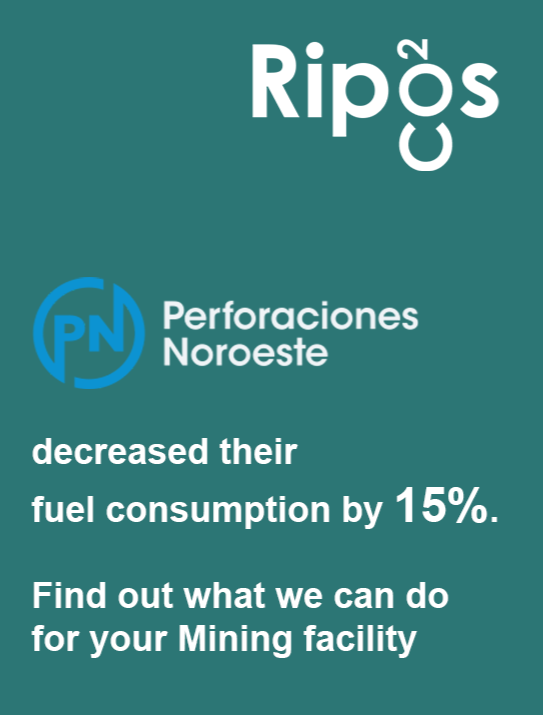 Ripos
CO2
PN
Perforaciones
Noroeste
decreased their
fuel consumption by 15%.
Find out what we can do
for your Mining facility